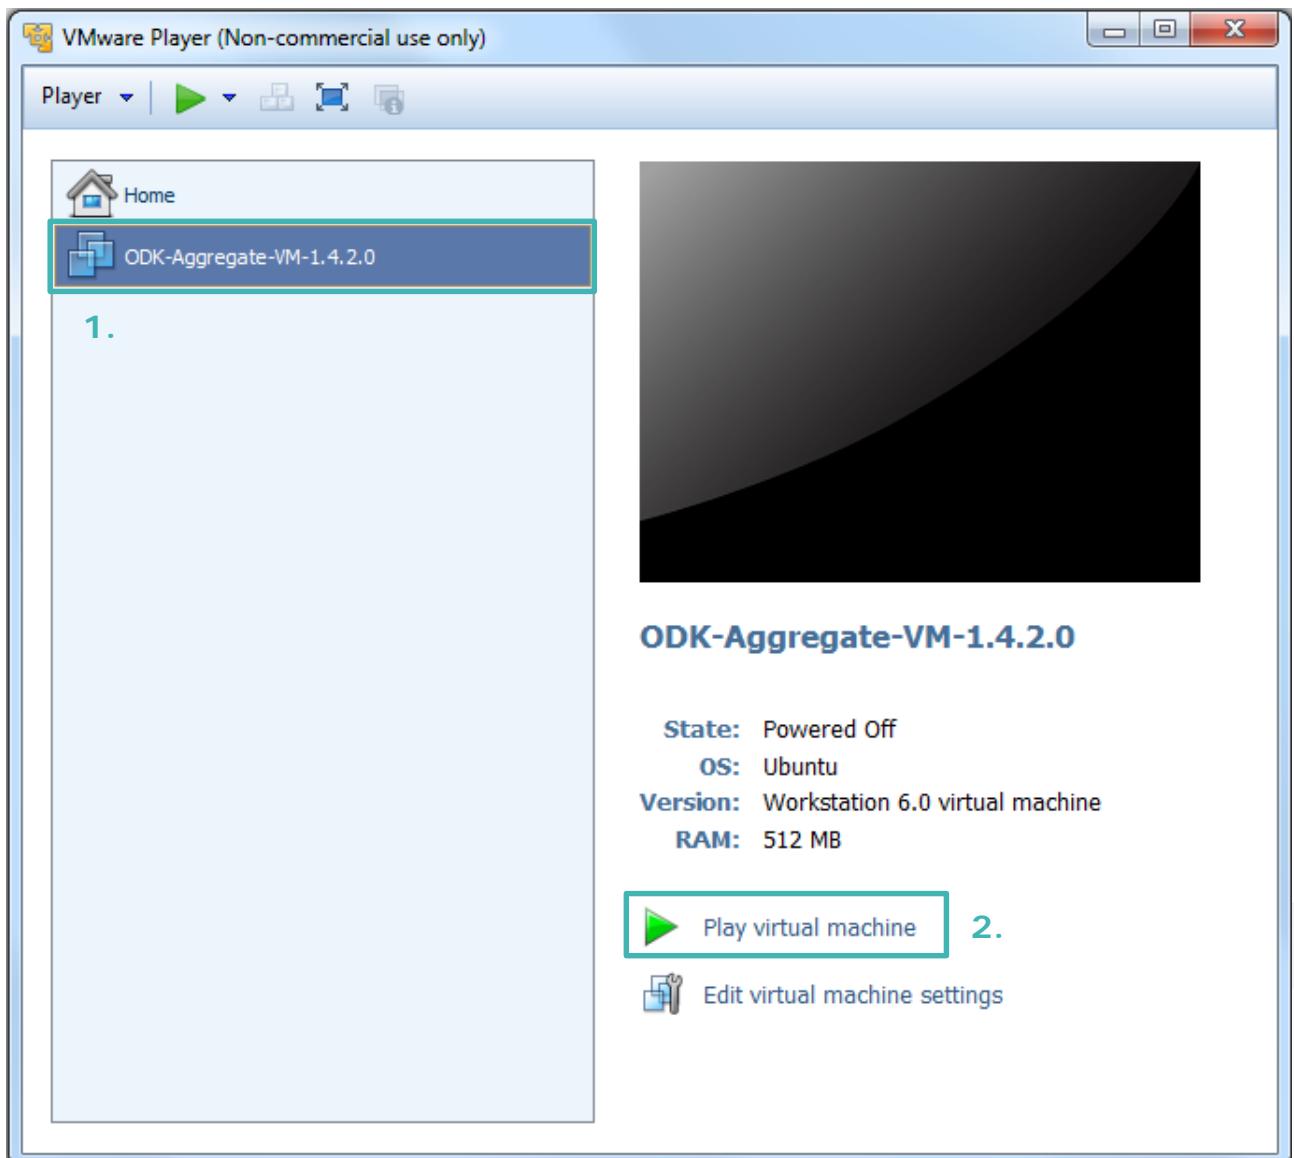 VMware Player (Non-commercial use only)
Player
Home
ODK-Aggregate-VM-1.4.2.0
1.
ODK-Aggregate-VM-1.4.2.0
State: Powered Off
OS: Ubuntu
Version: Workstation 6.0 virtual machine
RAM: 512 MB
Play virtual machine 2.
Edit virtual machine settings